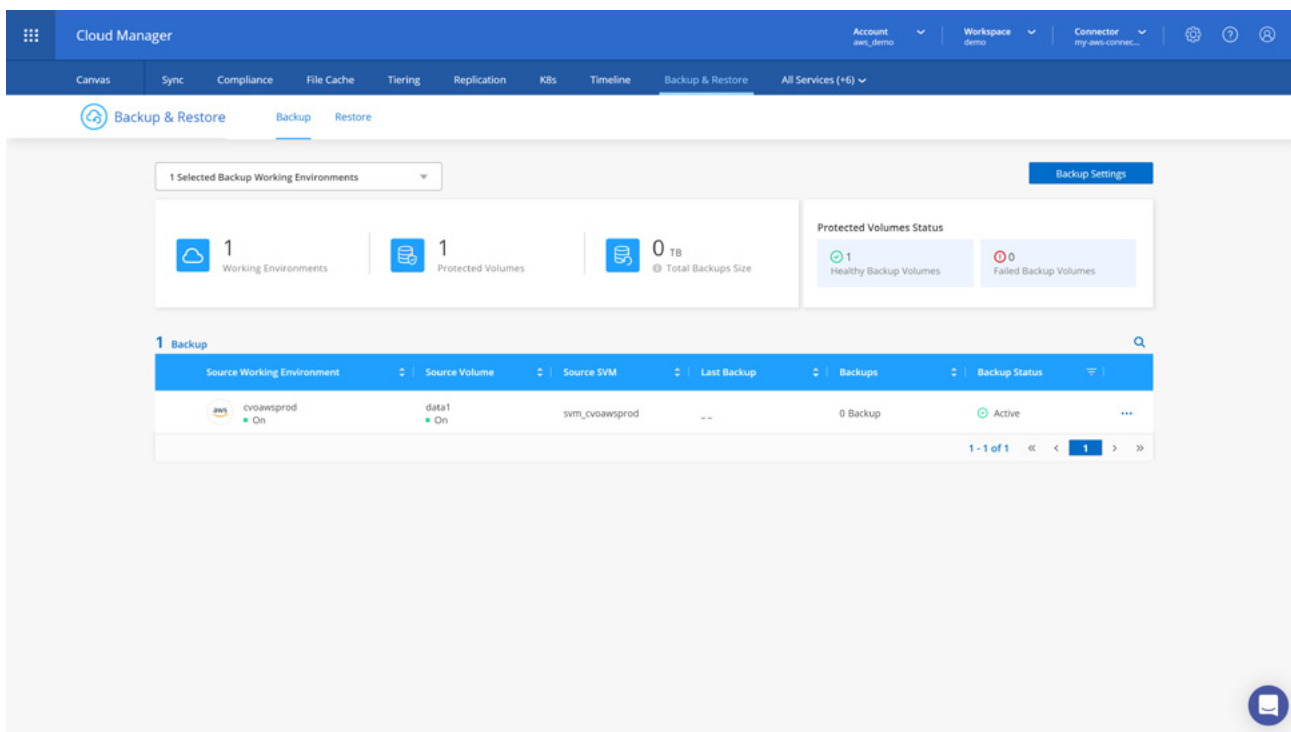 Cloud Manager
Account
aws_demo
Workspace
demo
Connector
my-aws-connec...
Canvas Sync Compliance File Cache Tiering Replication K8s Timeline Backup & Restore All Services (+6)
Backup & Restore Backup Restore
1 Selected Backup Working Environments
Backup Settings
1
Working Environments
1
Protected Volumes
0 TB
Total Backups Size
Protected Volumes Status
1
Healthy Backup Volumes
0
Failed Backup Volumes
1 Backup
Source Working Environment Source Volume Source SVM Last Backup Backups Backup Status
aws
cvoawsprod
On
data1
On
svm_cvoawsprod
_ _
0 Backup
Active
...
1 - 1 of 1 << < 1 > >>